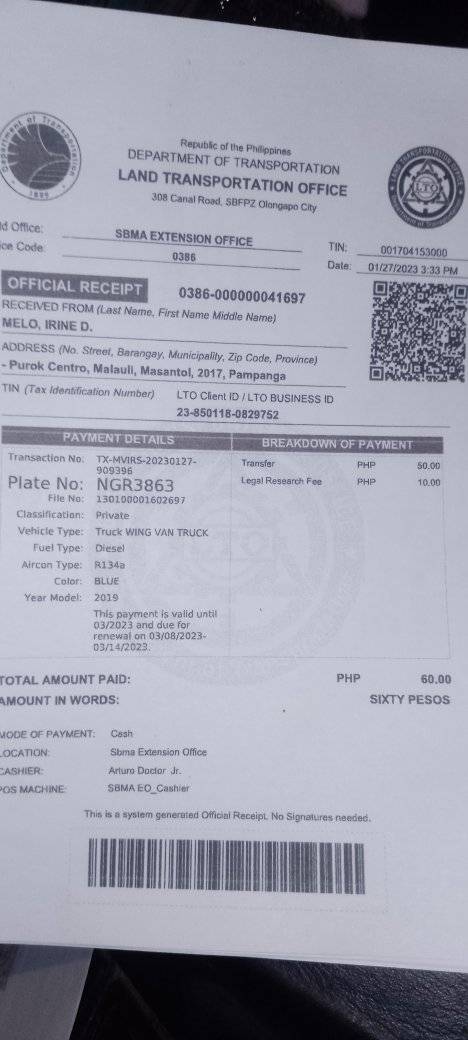 Republic of the Philippines
DEPARTMENT OF TRANSPORTATION
LAND TRANSPORTATION OFFICE
308 Canal Road, SBFPZ Olongapo City
ld Office: SBMA EXTENSION OFFICE
ice Code: 0386
TIN: 001704153000
Date: 01/27/2023 3:33 PM
OFFICIAL RECEIPT 0386-000000041697
RECEIVED FROM (Last Name, First Name Middle Name)
MELO, IRINE D.
ADDRESS (No. Street, Barangay, Municipality, Zip Code, Province)
- Purok Centro, Malauli, Masantol, 2017, Pampanga
TIN (Tax Identification Number) LTO Client ID / LTO BUSINESS ID
23-850118-0829752
PAYMENT DETAILS
Transaction No: TX-MVIRS-20230127-
909396
Plate No: NGR3863
File No: 130100001602697
Classification: Private
Vehicle Type: Truck WING VAN TRUCK
Fuel Type: Diesel
Aircon Type: R134a
Color: BLUE
Year Model: 2019
This payment is valid until
03/2023 and due for
renewal on 03/08/2023-
03/14/2023.
BREAKDOWN OF PAYMENT
Transfer PHP 50.00
Legal Research Fee PHP 10.00
TOTAL AMOUNT PAID: PHP 60.00
AMOUNT IN WORDS: SIXTY PESOS
MODE OF PAYMENT: Cash
LOCATION: Sbma Extension Office
CASHIER: Arturo Doctor Jr.
POS MACHINE: SBMA EO_Cashier
This is a system generated Official Receipt. No Signatures needed.